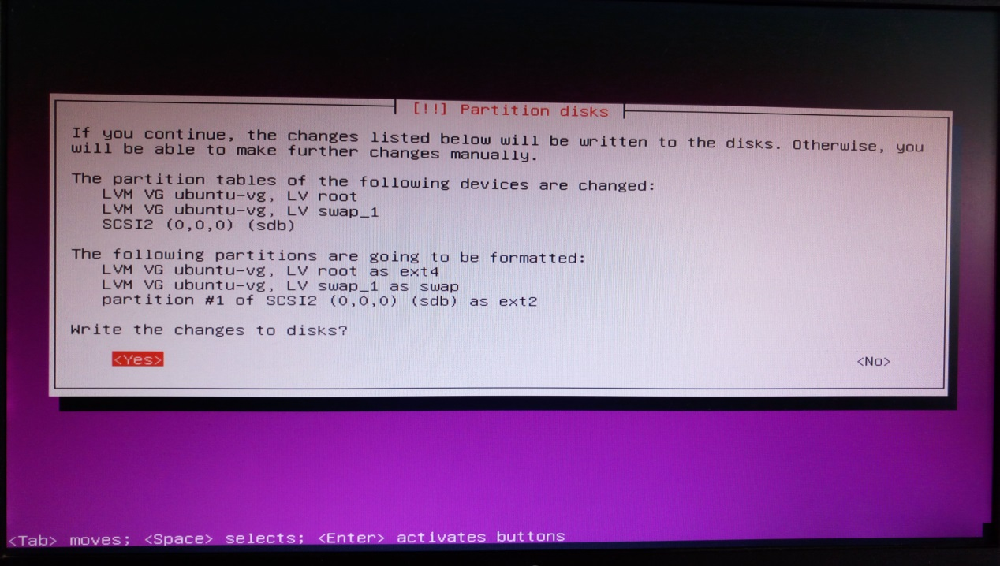 [!!] Partition disks
If you continue, the changes listed below will be written to the disks. Otherwise, you
will be able to make further changes manually.
The partition tables of the following devices are changed:
LVM VG ubuntu-vg, LV root
LVM VG ubuntu-vg, LV swap_1
SCSI2 (0,0,0) (sdb)
The following partitions are going to be formatted:
LVM VG ubuntu-vg, LV root as ext4
LVM VG ubuntu-vg, LV swap_1 as swap
partition #1 of SCSI2 (0,0,0) (sdb) as ext2
Write the changes to disks?
<Yes> <No>
<Tab> moves; <Space> selects; <Enter> activates buttons